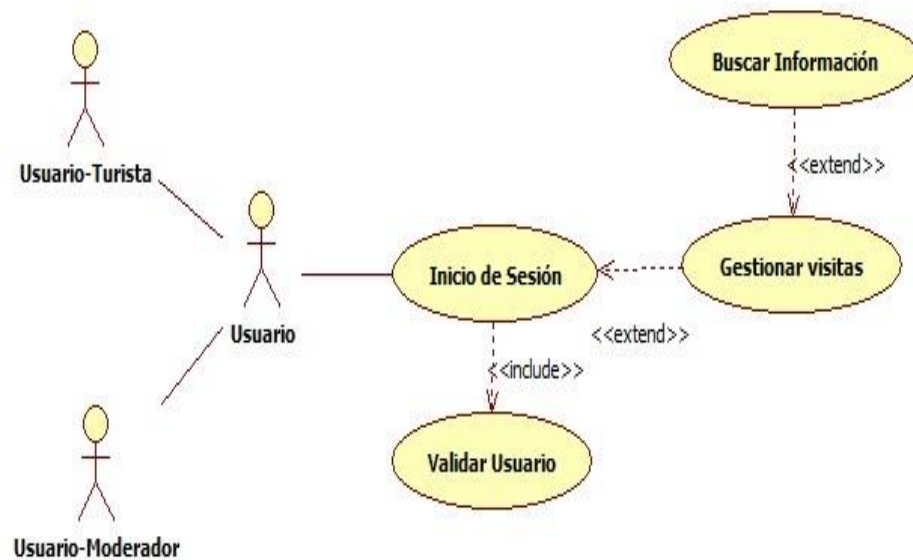 Buscar Información
Usuario-Turista
<<extend>>
Inicio de Sesión
Gestionar visitas
Usuario
<<extend>>
<<include>>
Validar Usuario
Usuario-Moderador